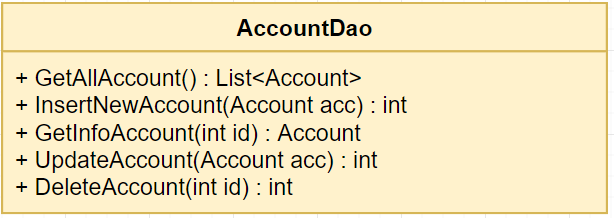 AccountDao
+ GetAllAccount() : List<Account>
+ InsertNewAccount(Account acc) : int
+ GetInfoAccount(int id) : Account
+ UpdateAccount(Account acc) : int
+ DeleteAccount(int id) : int